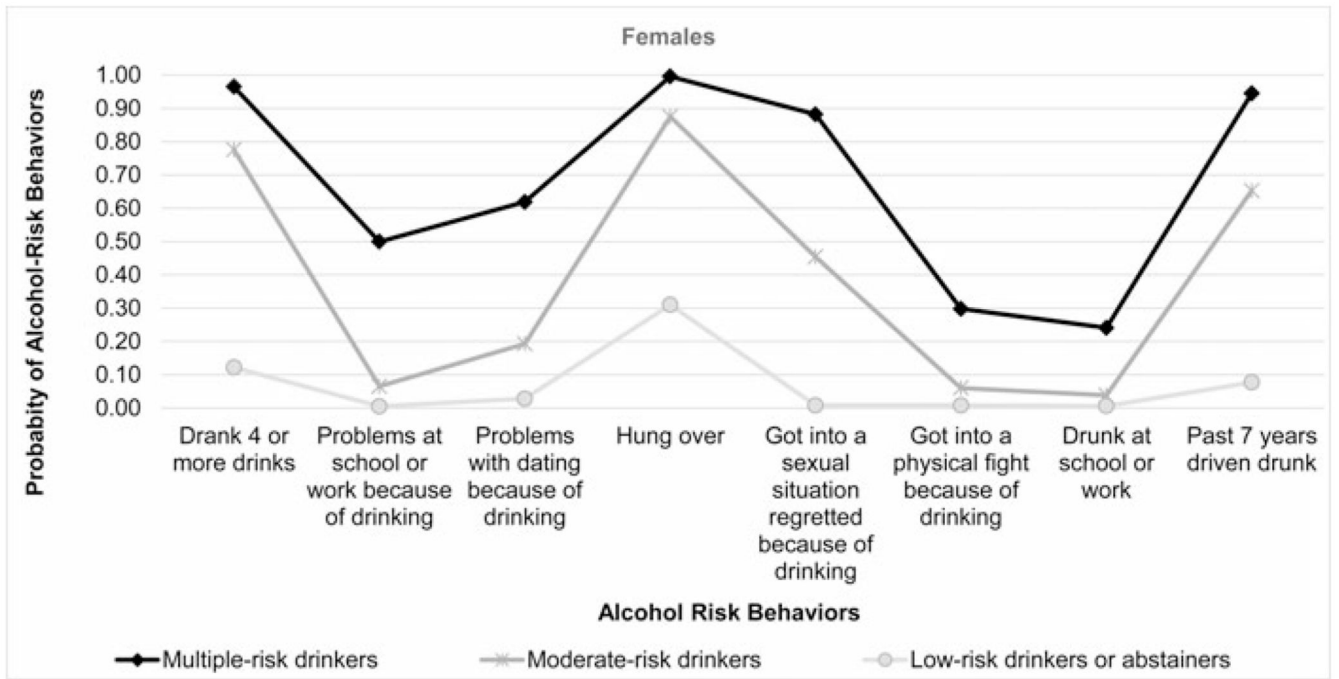 Females
Probabity of Alcohol-Risk Behaviors
1.00
0.90
0.80
0.70
0.60
0.50
0.40
0.30
0.20
0.10
0.00
Drank 4 or
more drinks
Problems at
school or
work because
of drinking
Problems
with dating
because of
drinking
Hung over
Got into a
sexual
situation
regretted
because of
drinking
Got into a
physical fight
because of
drinking
Drunk at
school or
work
Past 7 years
driven drunk
Alcohol Risk Behaviors
Multiple-risk drinkers
Moderate-risk drinkers
Low-risk drinkers or abstainers